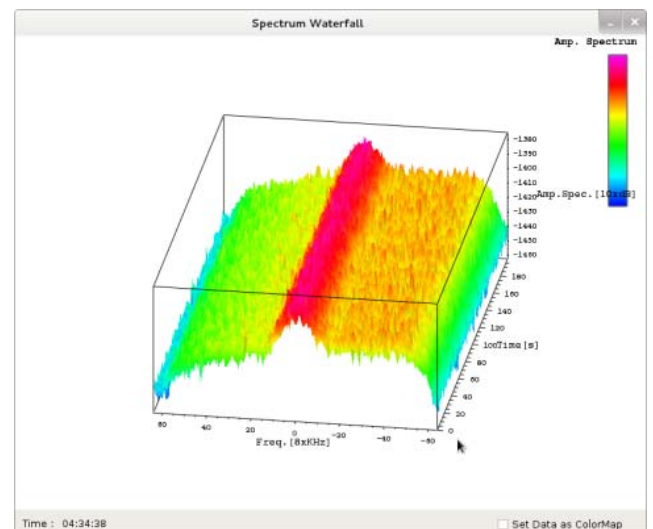 Spectrum Waterfall
Amp. Spectrum
-1380
-1390
-1400
-1410
-1420
Amp.Spec.[10xdB]
-1430
-1440
-1450
-1460
180
160
140
120
100Time[s]
80
60
40
20
0
60 40 20 0 -20 -40 -60
Freq.[8xKHz]
Time : 04:34:38
Set Data as ColorMap